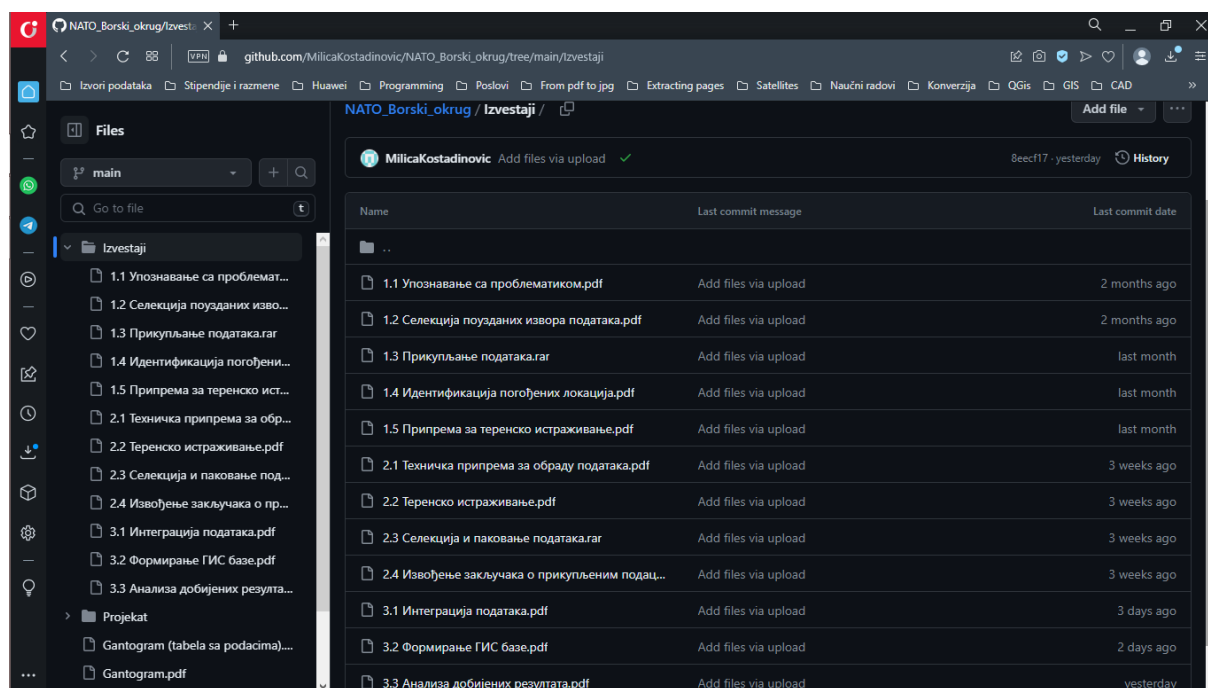 NATO_Borski_okrug/Izvesta
VPN github.com/MilicaKostadinovic/NATO_Borski_okrug/tree/main/Izvestaji
Izvori podataka Stipendije i razmene Huawei Programming Poslovi From pdf to jpg Extracting pages Satellites Naučni radovi Konverzija QGis GIS CAD »
Files
main
Go to file t
Izvestaji
1.1 Упознавање са проблемат...
1.2 Селекција поузданих изво...
1.3 Прикупљање података.rar
1.4 Идентификација погођени...
1.5 Припрема за теренско ист...
2.1 Техничка припрема за обр...
2.2 Теренско истраживање.pdf
2.3 Селекција и паковање под...
2.4 Извођење закључака о пр...
3.1 Интеграција података.pdf
3.2 Формирање ГИС базе.pdf
3.3 Анализа добијених резулта...
Projekat
Gantogram (tabela sa podacima)....
Gantogram.pdf
NATO_Borski_okrug / Izvestaji /
Add file
MilicaKostadinovic Add files via upload 8eecf17 · yesterday History
Name Last commit message Last commit date
..
1.1 Упознавање са проблематиком.pdf Add files via upload 2 months ago
1.2 Селекција поузданих извора података.pdf Add files via upload 2 months ago
1.3 Прикупљање података.rar Add files via upload last month
1.4 Идентификација погођених локација.pdf Add files via upload last month
1.5 Припрема за теренско истраживање.pdf Add files via upload last month
2.1 Техничка припрема за обраду података.pdf Add files via upload 3 weeks ago
2.2 Теренско истраживање.pdf Add files via upload 3 weeks ago
2.3 Селекција и паковање података.rar Add files via upload 3 weeks ago
2.4 Извођење закључака о прикупљеним подац... Add files via upload 3 weeks ago
3.1 Интеграција података.pdf Add files via upload 3 days ago
3.2 Формирање ГИС базе.pdf Add files via upload 2 days ago
3.3 Анализа добијених резултата.pdf Add files via upload yesterday